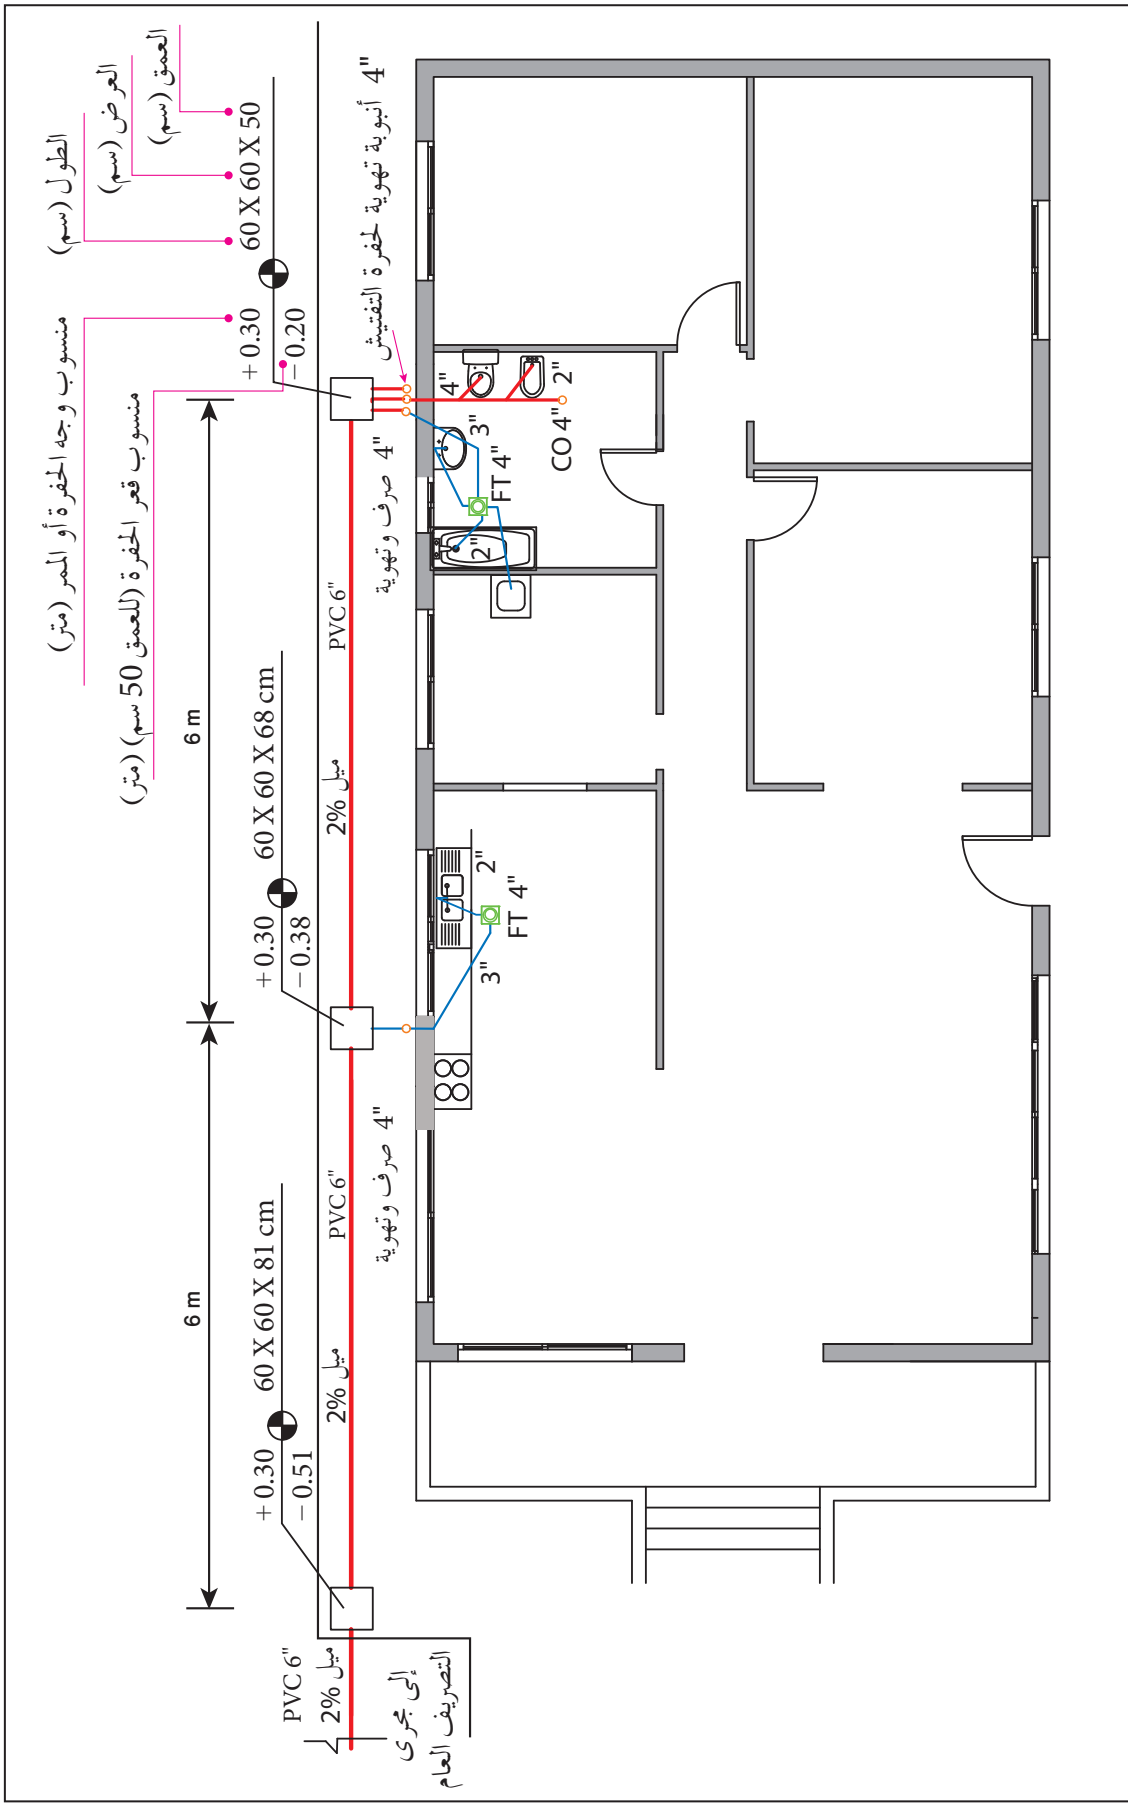 العمق (سم)
العرض (سم)
الطول (سم)
60 X 60 X 50
+0.30
−0.20
منسوب وجه الحفرة أو الممر (متر)
منسوب قعر الحفرة (للعمق 50 سم) (متر)
4" أنبوبة تهوية لحفرة التفتيش
4" صرف وتهوية
6 m
PVC 6"
ميل 2%
60 X 60 X 68 cm
+0.30
−0.38
4"
2"
3"
CO 4"
FT 4"
2"
2"
FT 4"
3"
4" صرف وتهوية
6 m
PVC 6"
ميل 2%
60 X 60 X 81 cm
+0.30
−0.51
PVC 6"
ميل 2%
إلى مجرى
التصريف العام